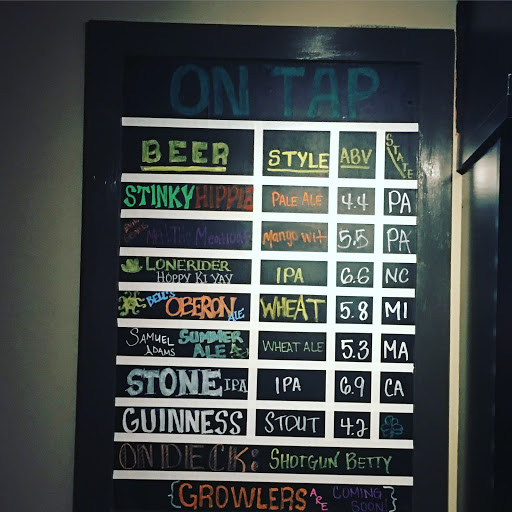 ON TAP
BEER STYLE ABV STATE
STINKY HIPPIE PALE ALE 4.4 PA
Mango Wit 5.5 PA
LONERIDER
HOPPY KI YAY IPA 6.6 NC
BELL'S OBERON ALE WHEAT 5.8 MI
SAMUEL ADAMS SUMMER ALE WHEAT ALE 5.3 MA
STONE IPA IPA 6.9 CA
GUINNESS STOUT 4.2
ON DECK: SHOTGUN BETTY
{GROWLERS ARE COMING SOON!}